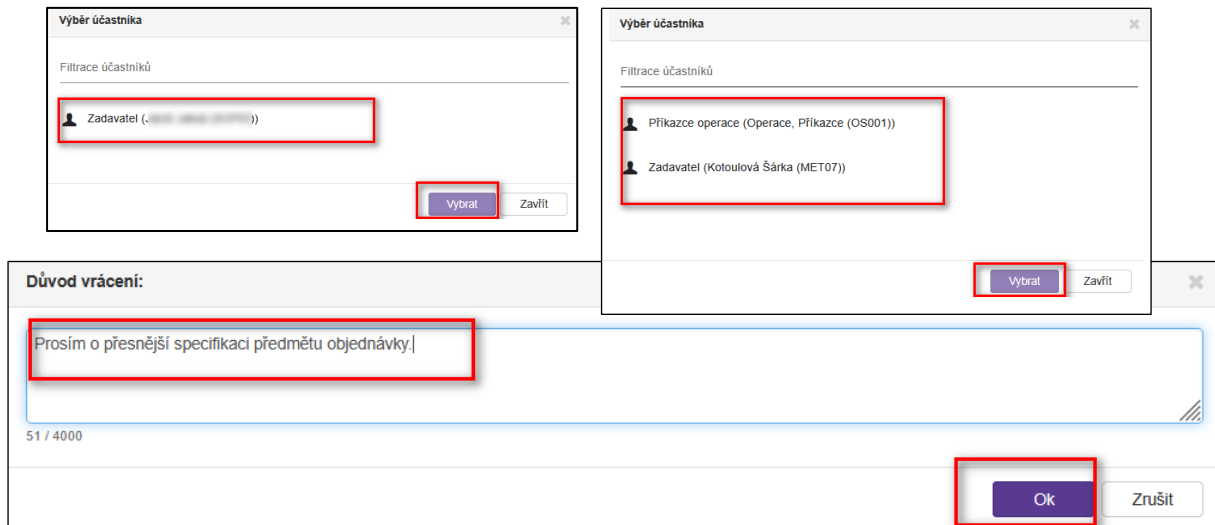 Výběr účastníka
Filtrace účastníků
Zadavatel (
))
Vybrat Zavřít
Výběr účastníka
Filtrace účastníků
Příkazce operace (Operace, Příkazce (OS001))
Zadavatel (Kotoulová Šárka (MET07))
Vybrat Zavřít
Důvod vrácení:
Prosím o přesnější specifikaci předmětu objednávky.
51 / 4000
Ok Zrušit